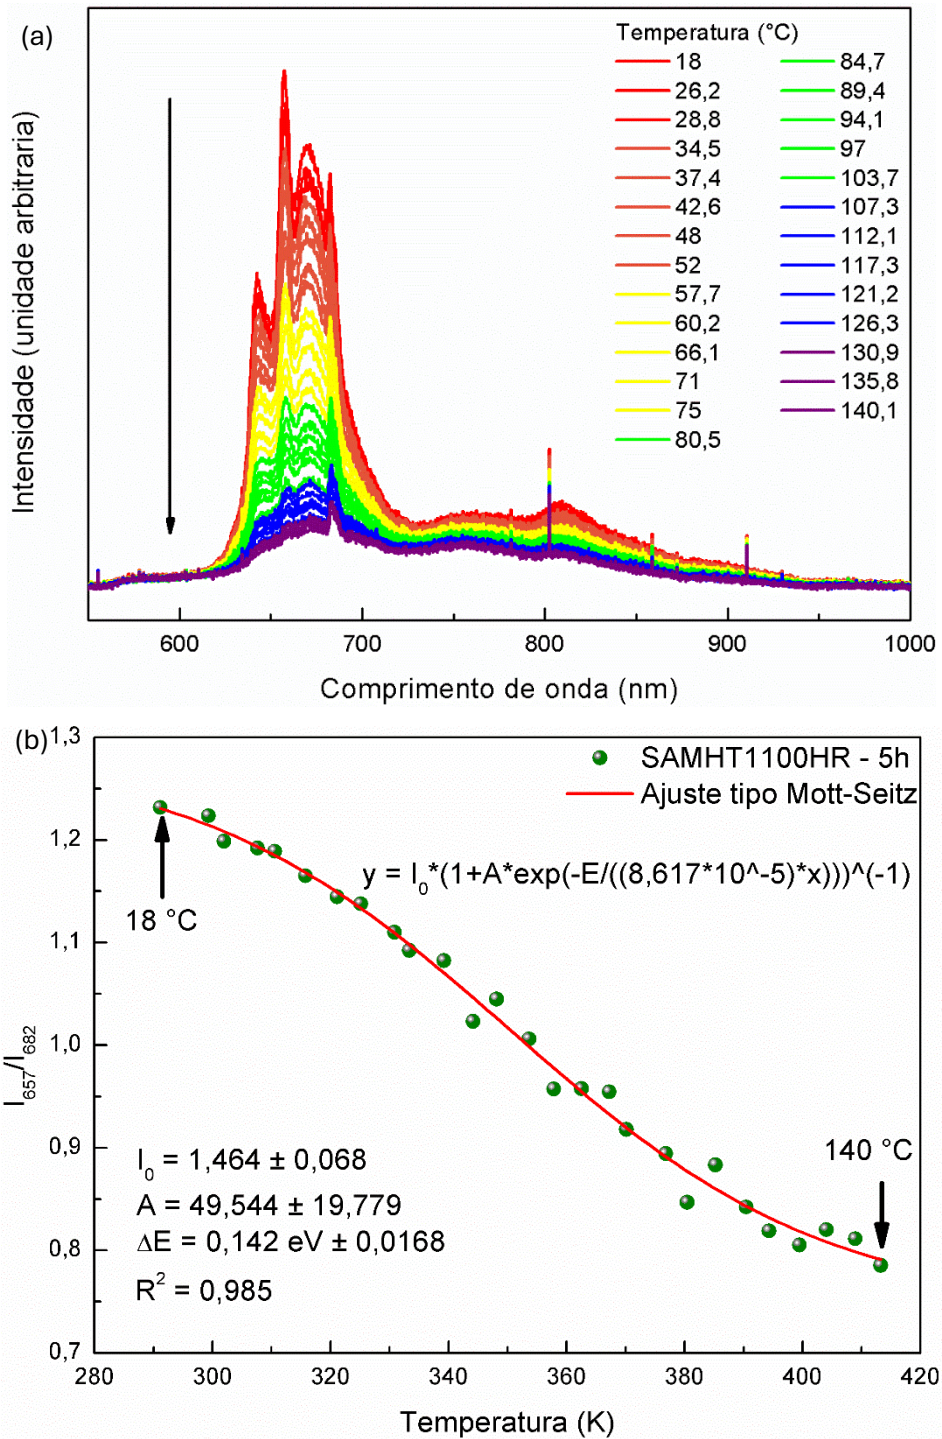 (a)
Intensidade (unidade arbitraria)
Temperatura (°C)
18
26,2
28,8
34,5
37,4
42,6
48
52
57,7
60,2
66,1
71
75
80,5
84,7
89,4
94,1
97
103,7
107,3
112,1
117,3
121,2
126,3
130,9
135,8
140,1
600 700 800 900 1000
Comprimento de onda (nm)
(b)
1,3
1,2
1,1
1,0
0,9
0,8
0,7
I657/I682
SAMHT1100HR - 5h
Ajuste tipo Mott-Seitz
y = I0*(1+A*exp(-E/((8,617*10^-5)*x)))^(-1)
18 °C
140 °C
I0 = 1,464 ± 0,068
A = 49,544 ± 19,779
ΔE = 0,142 eV ± 0,0168
R2 = 0,985
280 300 320 340 360 380 400 420
Temperatura (K)